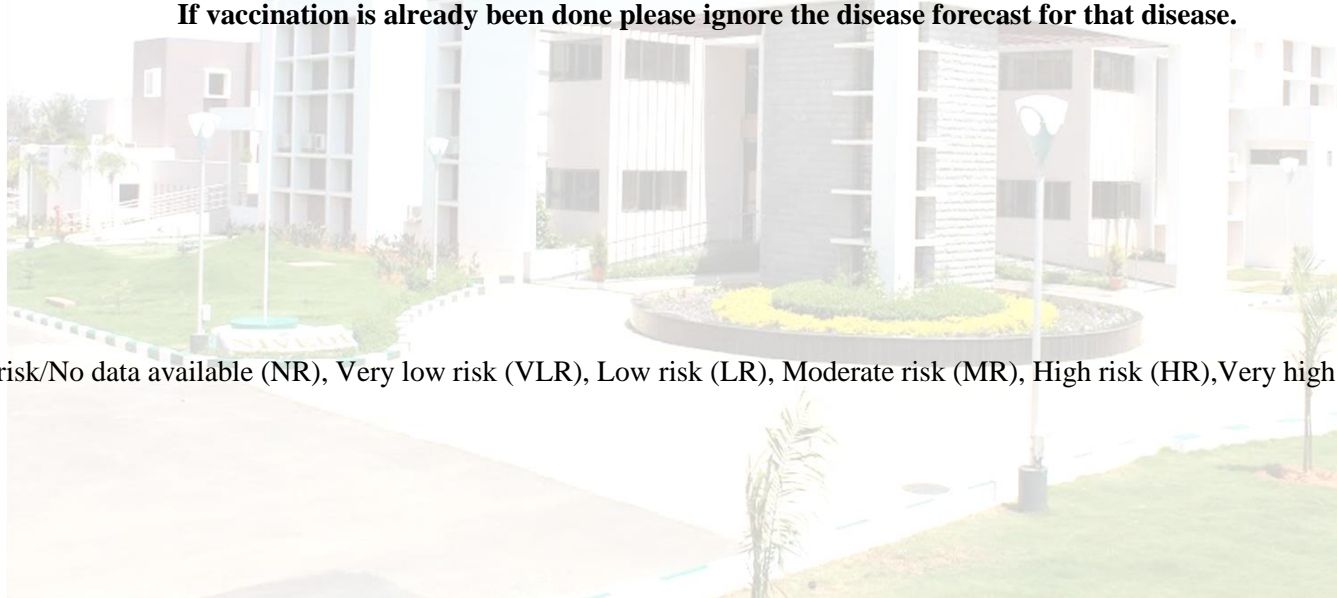 If vaccination is already been done please ignore the disease forecast for that disease.
risk/No data available (NR), Very low risk (VLR), Low risk (LR), Moderate risk (MR), High risk (HR),Very high